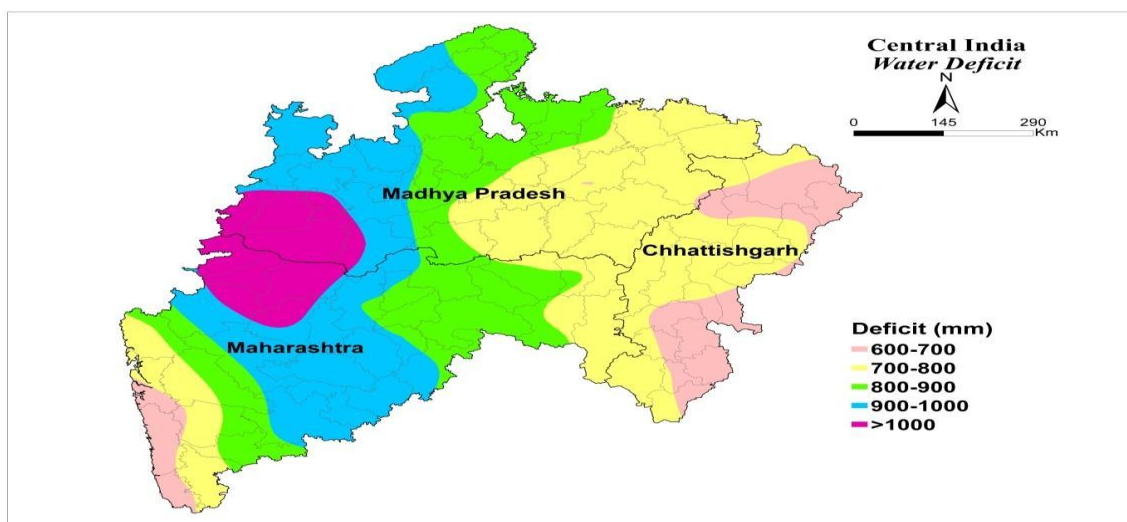 Central India
Water Deficit
N
0 145 290
Km
Madhya Pradesh
Chhattishgarh
Maharashtra
Deficit (mm)
600-700
700-800
800-900
900-1000
>1000